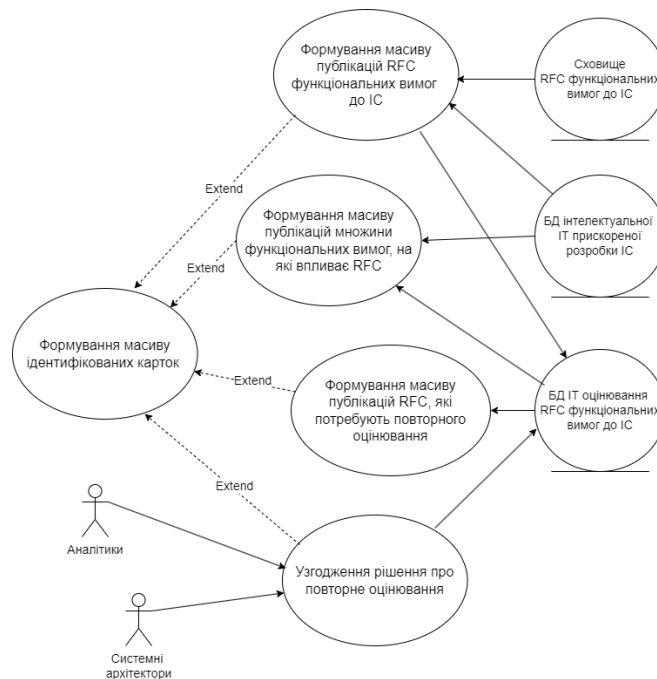 Формування масиву
публікацій RFC
функціональних вимог
до ІС
Сховище
RFC функціональних
вимог до ІС
Extend
Формування масиву
публікацій множини
функціональних вимог, на
які впливає RFC
БД інтелектуальної
ІТ прискореної
розробки ІС
Extend
Формування масиву
ідентифікованих карток
Extend
Формування масиву
публікацій RFC, які
потребують повторного
оцінювання
БД ІТ оцінювання
RFC функціональних
вимог до ІС
Extend
Аналітики
Узгодження рішення про
повторне оцінювання
Системні
архітектори